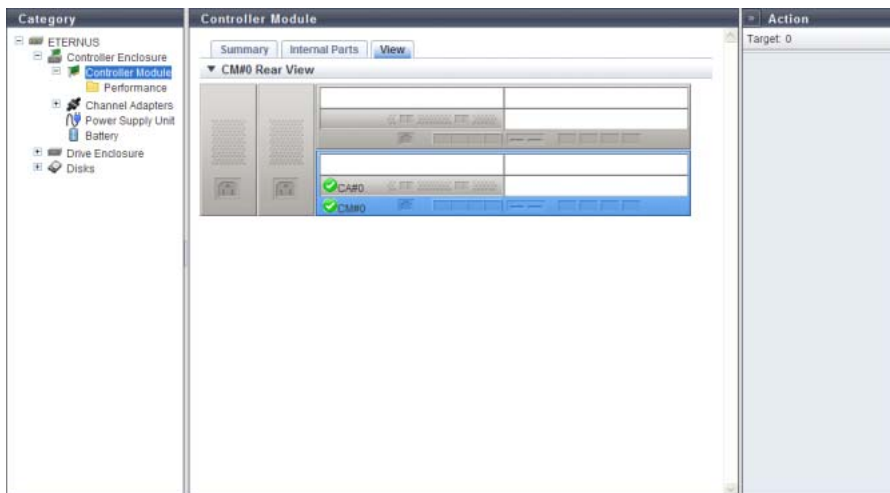 Category
ETERNUS
Controller Enclosure
Controller Module
Performance
Channel Adapters
Power Supply Unit
Battery
Drive Enclosure
Disks
Controller Module
Summary
Internal Parts
View
CM#0 Rear View
CA#0
CM#0
Action
Target: 0